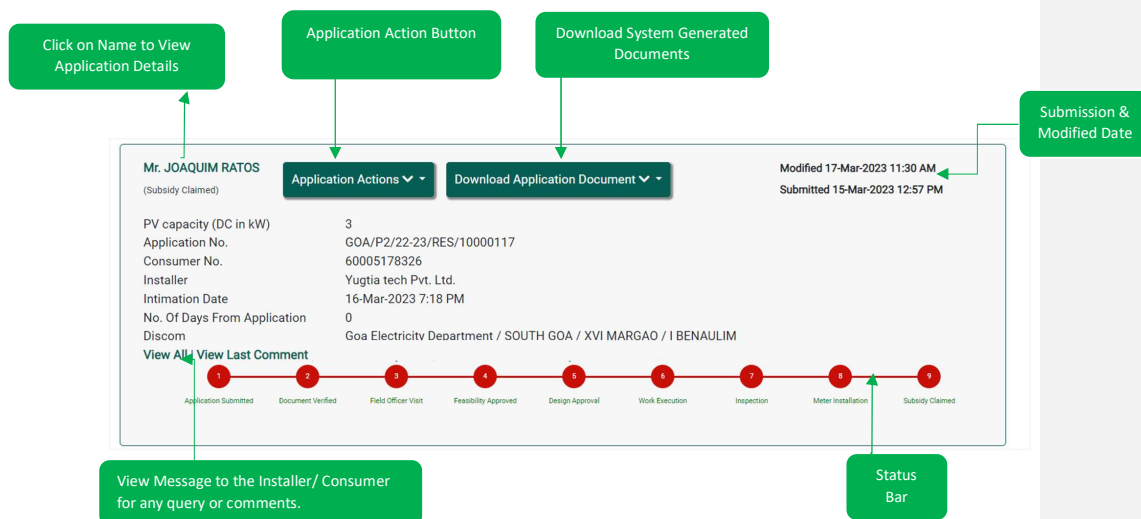 Click on Name to View
Application Details
Application Action Button
Download System Generated
Documents
Submission &
Modified Date
Mr. JOAQUIM RATOS
(Subsidy Claimed)
Application Actions
Download Application Document
Modified 17-Mar-2023 11:30 AM
Submitted 15-Mar-2023 12:57 PM
PV capacity (DC in kW) 3
Application No. GOA/P2/22-23/RES/10000117
Consumer No. 60005178326
Installer Yugtia tech Pvt. Ltd.
Intimation Date 16-Mar-2023 7:18 PM
No. Of Days From Application 0
Discom Goa Electricity Department / SOUTH GOA / XVI MARGAO / I BENAULIM
View All | View Last Comment
1 2 3 4 5 6 7 8 9
Application Submitted Document Verified Field Officer Visit Feasibility Approved Design Approval Work Execution Inspection Meter Installation Subsidy Claimed
View Message to the Installer/ Consumer
for any query or comments.
Status
Bar